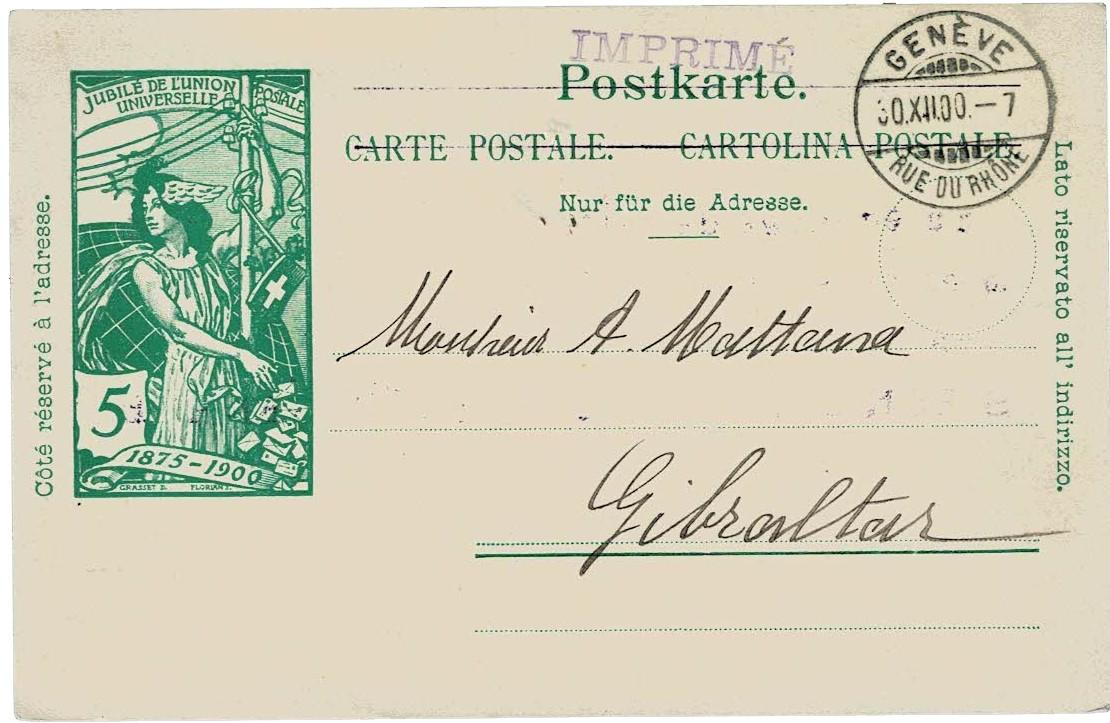 IMPRIMÉ
Postkarte.
CARTE POSTALE. CARTOLINA POSTALE.
Nur für die Adresse.
GENÈVE
30.XII.00.–7
RUE DU RHÔNE
JUBILÉ DE L'UNION
POSTALE
UNIVERSELLE
5
1875–1900
GRASSET D. FLORIAN S.
Côté réservé à l'adresse.
Lato riservato all' indirizzo.
Monsieur A. Mattana
Gibraltar